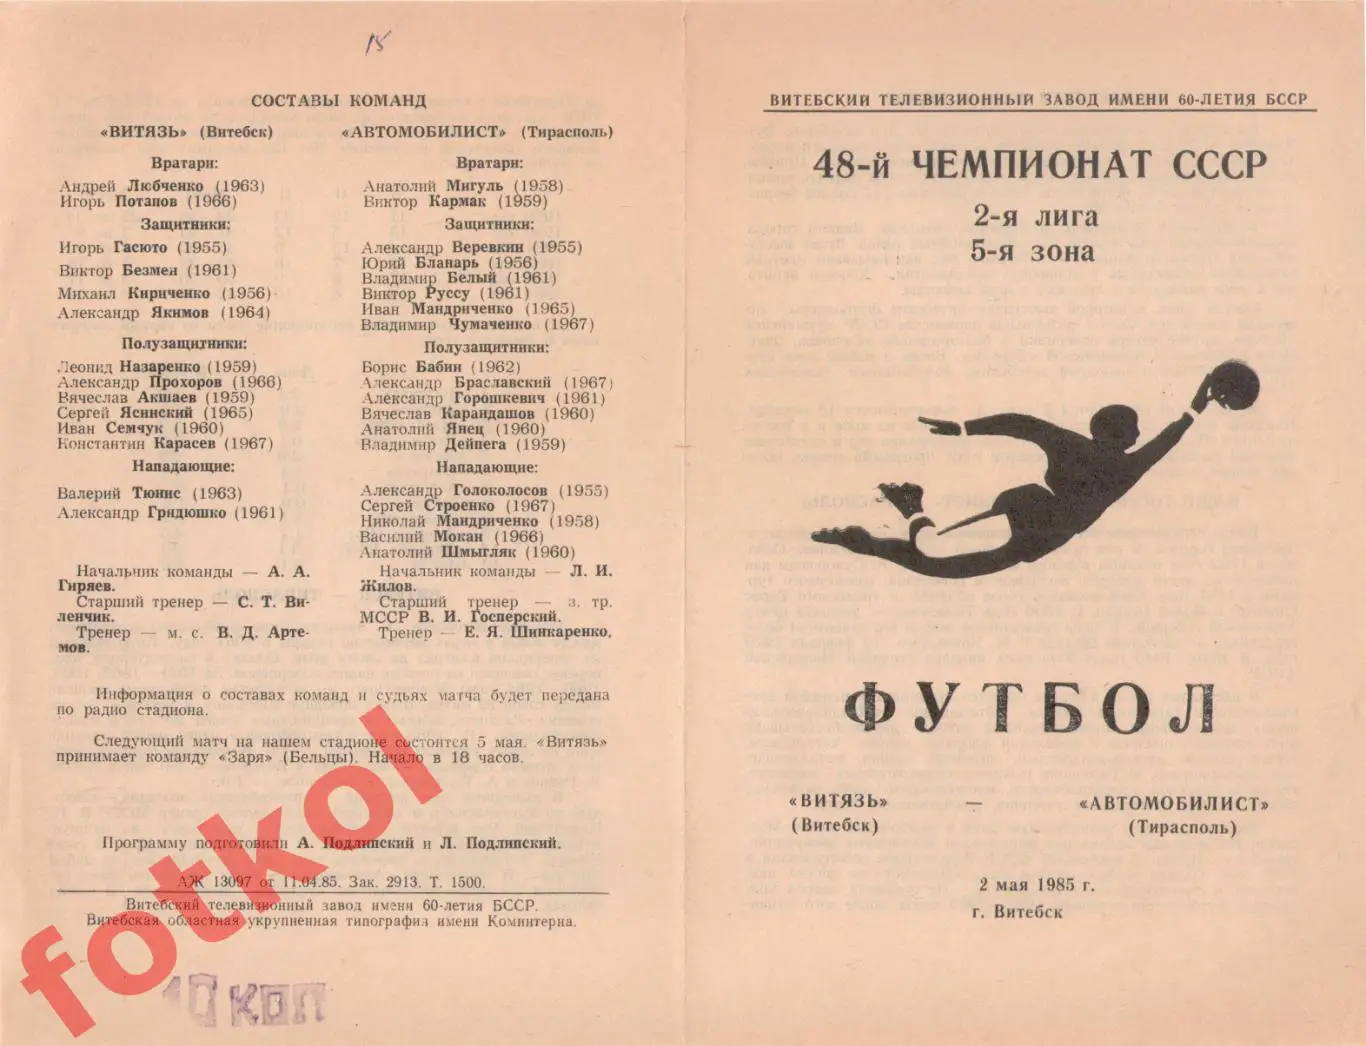 15
СОСТАВЫ КОМАНД
«ВИТЯЗЬ» (Витебск)
Вратари:
Андрей Любченко (1963)
Игорь Потапов (1966)
Защитники:
Игорь Гасюто (1955)
Виктор Безмен (1961)
Михаил Кириченко (1956)
Александр Якимов (1964)
Полузащитники:
Леонид Назаренко (1959)
Александр Прохоров (1966)
Вячеслав Акшаев (1959)
Сергей Ясинский (1965)
Иван Семчук (1960)
Константин Карасев (1967)
Нападающие:
Валерий Тюнис (1963)
Александр Грядюшко (1961)
Начальник команды — А. А.
Гиряев.
Старший тренер — С. Т. Ви-
ленчик.
Тренер — м. с. В. Д. Арте-
мов.
«АВТОМОБИЛИСТ» (Тирасполь)
Вратари:
Анатолий Мигуль (1958)
Виктор Кармак (1959)
Защитники:
Александр Веревкин (1955)
Юрий Бланарь (1956)
Владимир Белый (1961)
Виктор Руссу (1961)
Иван Мандриченко (1965)
Владимир Чумаченко (1967)
Полузащитники:
Борис Бабин (1962)
Александр Браславский (1967)
Александр Горошкевич (1961)
Вячеслав Карандашов (1960)
Анатолий Янец (1960)
Владимир Дейпега (1959)
Нападающие:
Александр Голоколосов (1955)
Сергей Строенко (1967)
Николай Мандриченко (1958)
Василий Мокан (1966)
Анатолий Шмыгляк (1960)
Начальник команды — Л. И.
Жилов.
Старший тренер — з. тр.
МССР В. И. Госперский.
Тренер — Е. Я. Шинкаренко.
Информация о составах команд и судьях матча будет передана
по радио стадиона.
Следующий матч на нашем стадионе состоится 5 мая. «Витязь»
принимает команду «Заря» (Бельцы). Начало в 18 часов.
Программу подготовили А. Подлипский и Л. Подлипский.
АЖ 13097 от 11.04.85. Зак. 2913. Т. 1500.
Витебский телевизионный завод имени 60-летия БССР.
Витебская областная укрупненная типография имени Коминтерна.
10 коп
fotkol
ВИТЕБСКИЙ ТЕЛЕВИЗИОННЫЙ ЗАВОД ИМЕНИ 60-ЛЕТИЯ БССР
48-й ЧЕМПИОНАТ СССР
2-я лига
5-я зона
ФУТБОЛ
«ВИТЯЗЬ» — «АВТОМОБИЛИСТ»
(Витебск) (Тирасполь)
2 мая 1985 г.
г. Витебск